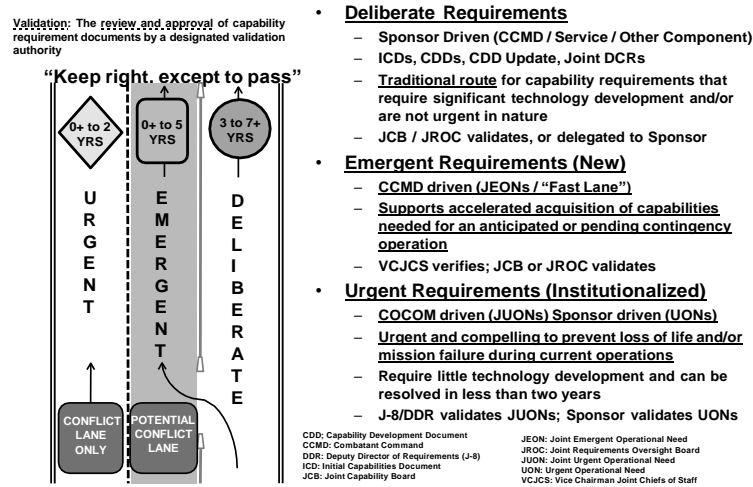 Validation: The review and approval of capability
requirement documents by a designated validation
authority
“Keep right, except to pass”
0+ to 2
YRS
0+ to 5
YRS
3 to 7+
YRS
URGENT
EMERGENT
DELIBERATE
CONFLICT
LANE
ONLY
POTENTIAL
CONFLICT
LANE
• Deliberate Requirements
– Sponsor Driven (CCMD / Service / Other Component)
– ICDs, CDDs, CDD Update, Joint DCRs
– Traditional route for capability requirements that
require significant technology development and/or
are not urgent in nature
– JCB / JROC validates, or delegated to Sponsor
• Emergent Requirements (New)
– CCMD driven (JEONs / “Fast Lane”)
– Supports accelerated acquisition of capabilities
needed for an anticipated or pending contingency
operation
– VCJCS verifies; JCB or JROC validates
• Urgent Requirements (Institutionalized)
– COCOM driven (JUONs) Sponsor driven (UONs)
– Urgent and compelling to prevent loss of life and/or
mission failure during current operations
– Require little technology development and can be
resolved in less than two years
– J-8/DDR validates JUONs; Sponsor validates UONs
CDD; Capability Development Document
CCMD: Combatant Command
DDR: Deputy Director of Requirements (J-8)
ICD: Initial Capabilities Document
JCB: Joint Capability Board
JEON: Joint Emergent Operational Need
JROC: Joint Requirements Oversight Board
JUON: Joint Urgent Operational Need
UON: Urgent Operational Need
VCJCS: Vice Chairman Joint Chiefs of Staff